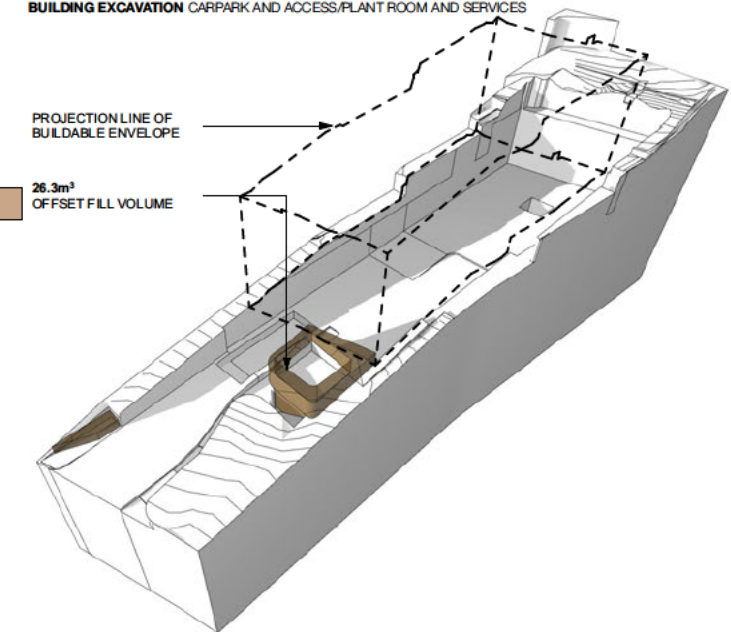 BUILDING EXCAVATION CARPARK AND ACCESS/PLANT ROOM AND SERVICES
PROJECTION LINE OF
BUILDABLE ENVELOPE
26.3m³
OFFSET FILL VOLUME